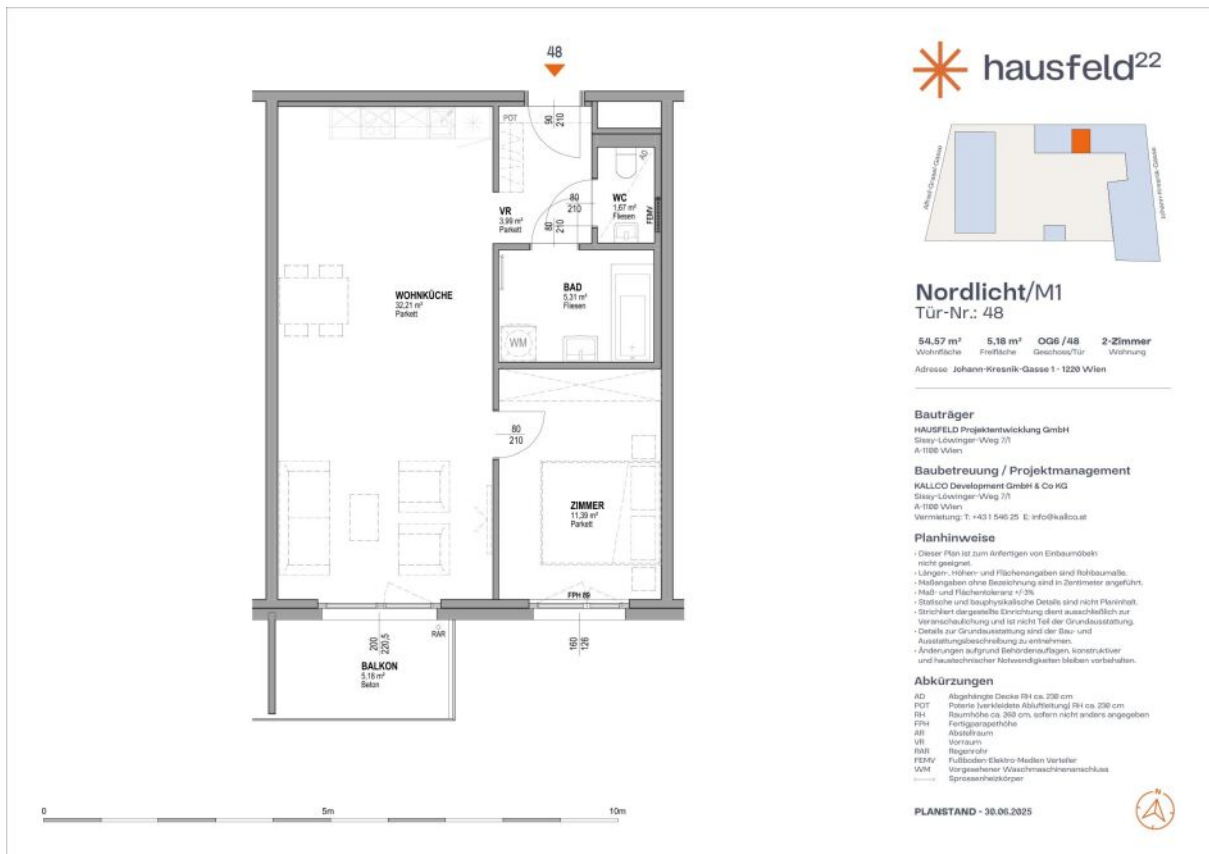 48
POT
90
210
AD
WC
1,67 m²
Fliesen
FEMV
80
210
VR
3,99 m²
Parkett
80
210
WOHNKÜCHE
32,21 m²
Parkett
BAD
5,31 m²
Fliesen
WM
80
210
ZIMMER
11,39 m²
Parkett
FPH 89
RAR
200
220,5
160
126
BALKON
5,18 m²
Beton
0
5m
10m
hausfeld²²
Alfred-Grissel-Gasse
Johann-Kresnik-Gasse
Nordlicht/M1
Tür-Nr.: 48
54,57 m² 5,18 m² OG6 /48 2-Zimmer
Wohnfläche Freifläche Geschoss/Tür Wohnung
Adresse Johann-Kresnik-Gasse 1 - 1220 Wien
Bauträger
HAUSFELD Projektentwicklung GmbH
Sissy-Löwinger-Weg 7/1
A-1100 Wien
Baubetreuung / Projektmanagement
KALLCO Development GmbH & Co KG
Sissy-Löwinger-Weg 7/1
A-1100 Wien
Vermietung: T: +43 1 546 25 E: info@kallco.at
Planhinweise
- Dieser Plan ist zum Anfertigen von Einbaumöbeln
nicht geeignet.
- Längen-, Höhen- und Flächenangaben sind Rohbaumaße.
- Maßangaben ohne Bezeichnung sind in Zentimeter angeführt.
- Maß- und Flächentoleranz +/-3%
- Statische und bauphysikalische Details sind nicht Planinhalt.
- Strichliert dargestellte Einrichtung dient ausschließlich zur
Veranschaulichung und ist nicht Teil der Grundausstattung.
- Details zur Grundausstattung sind der Bau- und
Ausstattungsbeschreibung zu entnehmen.
- Änderungen aufgrund Behördenauflagen, konstruktiver
und haustechnischer Notwendigkeiten bleiben vorbehalten.
Abkürzungen
AD Abgehängte Decke RH ca. 230 cm
POT Poterie (verkleidete Abluftleitung) RH ca. 230 cm
RH Raumhöhe ca. 260 cm, sofern nicht anders angegeben
FPH Fertigparapethöhe
AR Abstellraum
VR Vorraum
RAR Regenrohr
FEMV Fußboden-Elektro-Medien Verteiler
WM Vorgesehener Waschmaschinenanschluss
Sprossenheizkörper
PLANSTAND - 30.06.2025
N